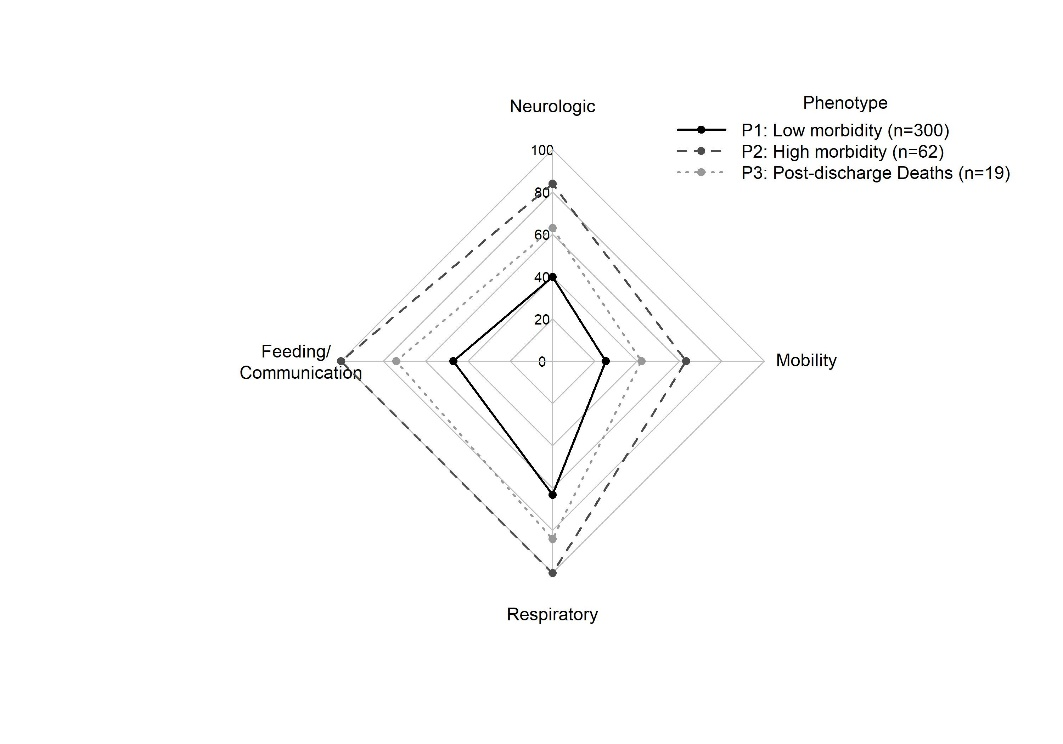 Phenotype
P1: Low morbidity (n=300)
P2: High morbidity (n=62)
P3: Post-discharge Deaths (n=19)
Neurologic
100
80
60
40
20
0
Feeding/
Communication
Mobility
Respiratory